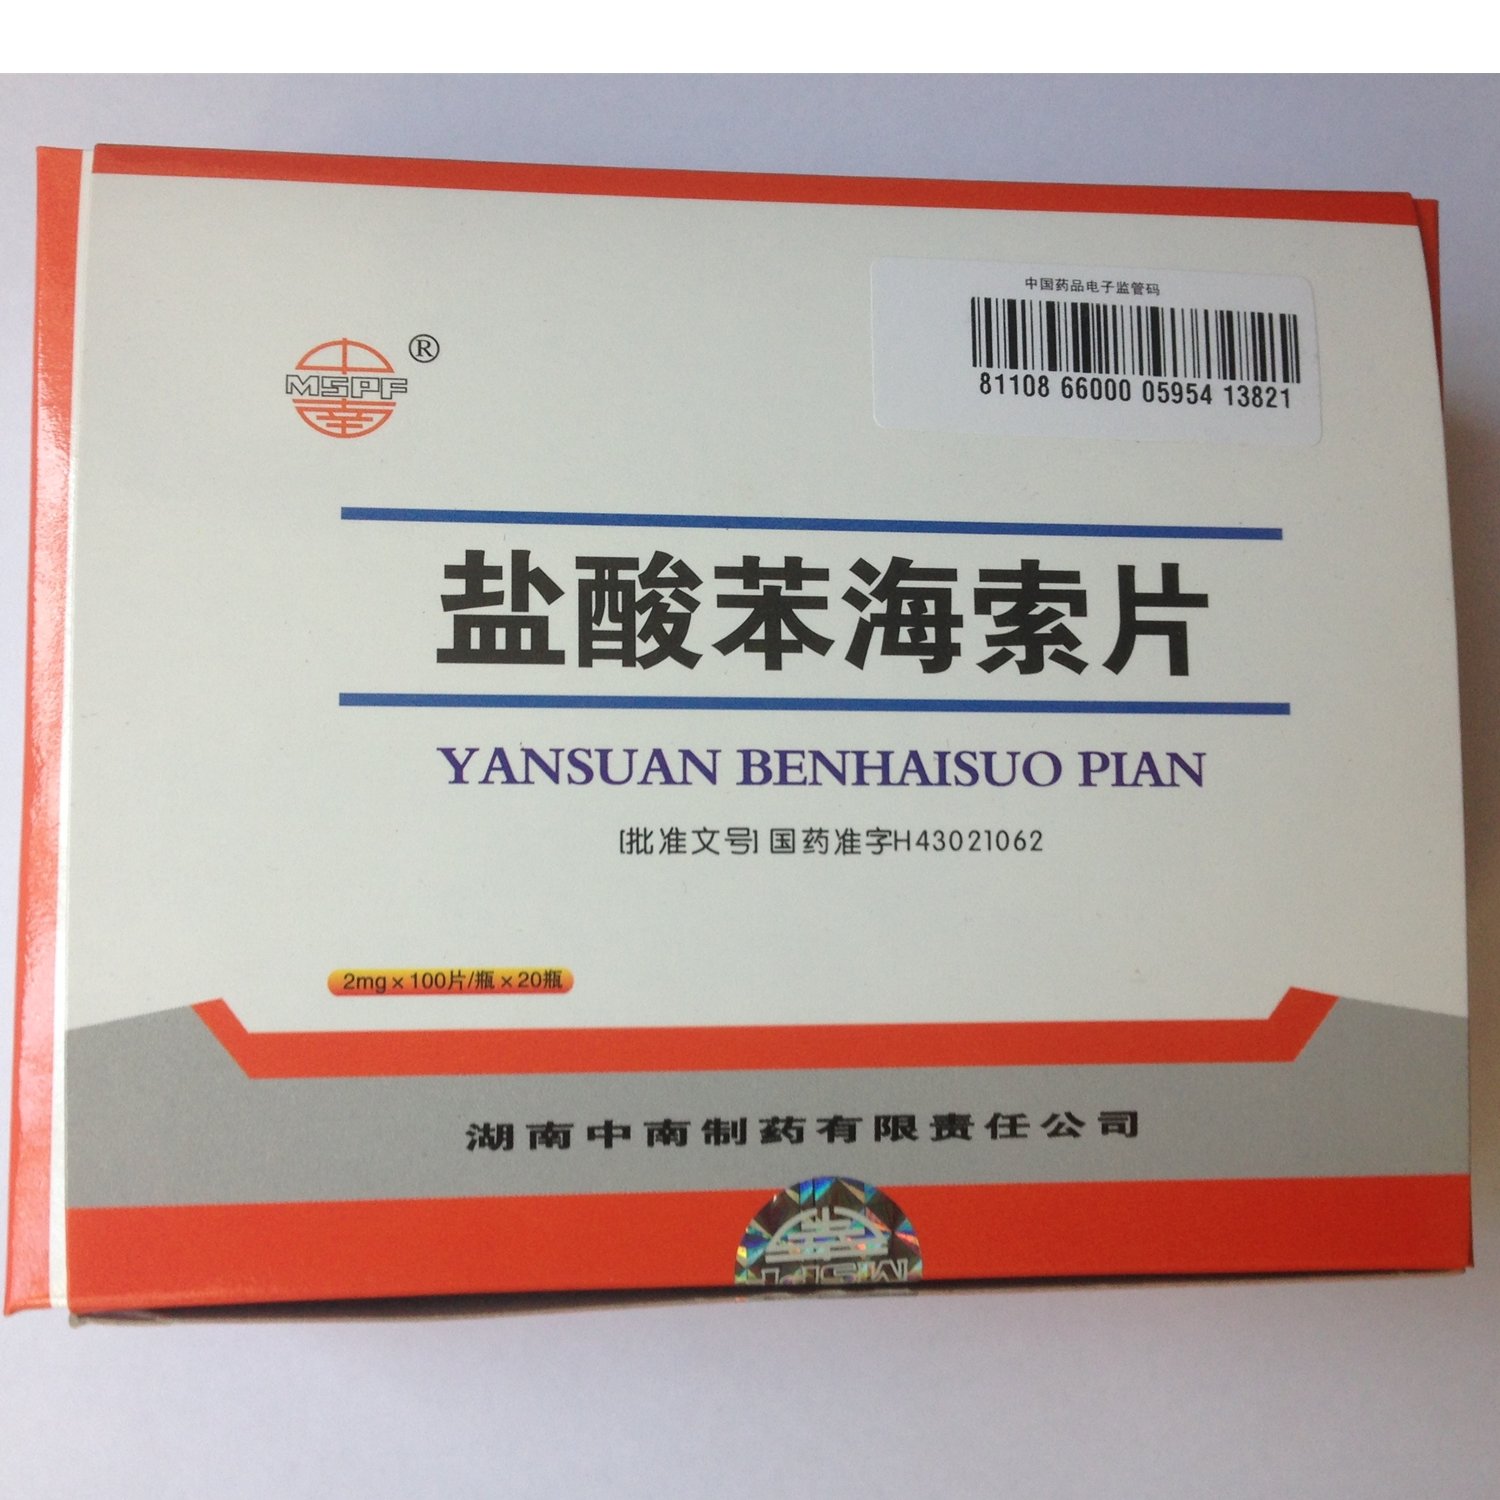 中国药品电子监管码
81108 66000 05954 13821
MSPF ®
盐酸苯海索片
YANSUAN BENHAISUO PIAN
[批准文号] 国药准字H43021062
2mg×100片/瓶×20瓶
湖南中南制药有限责任公司
MSPF